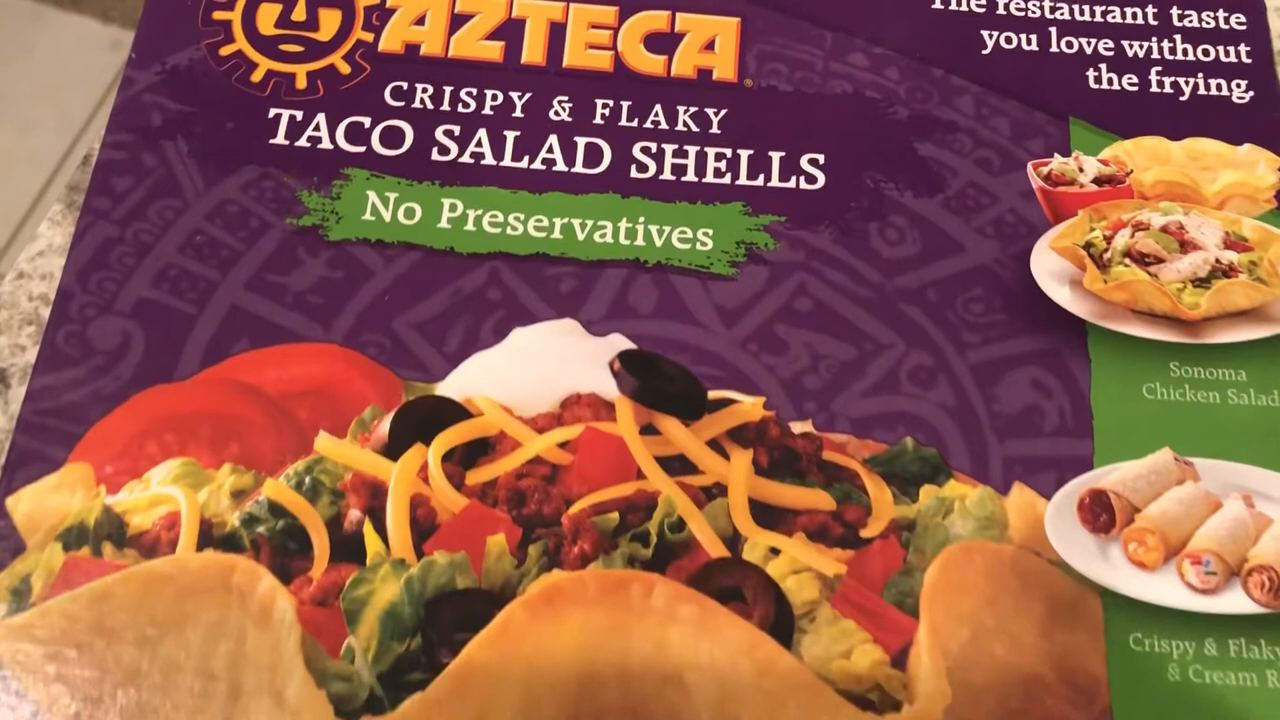 AZTECA
®
CRISPY & FLAKY
TACO SALAD SHELLS
No Preservatives
The restaurant taste
you love without
the frying.
Sonoma
Chicken Salad
Crispy & Flaky
& Cream R